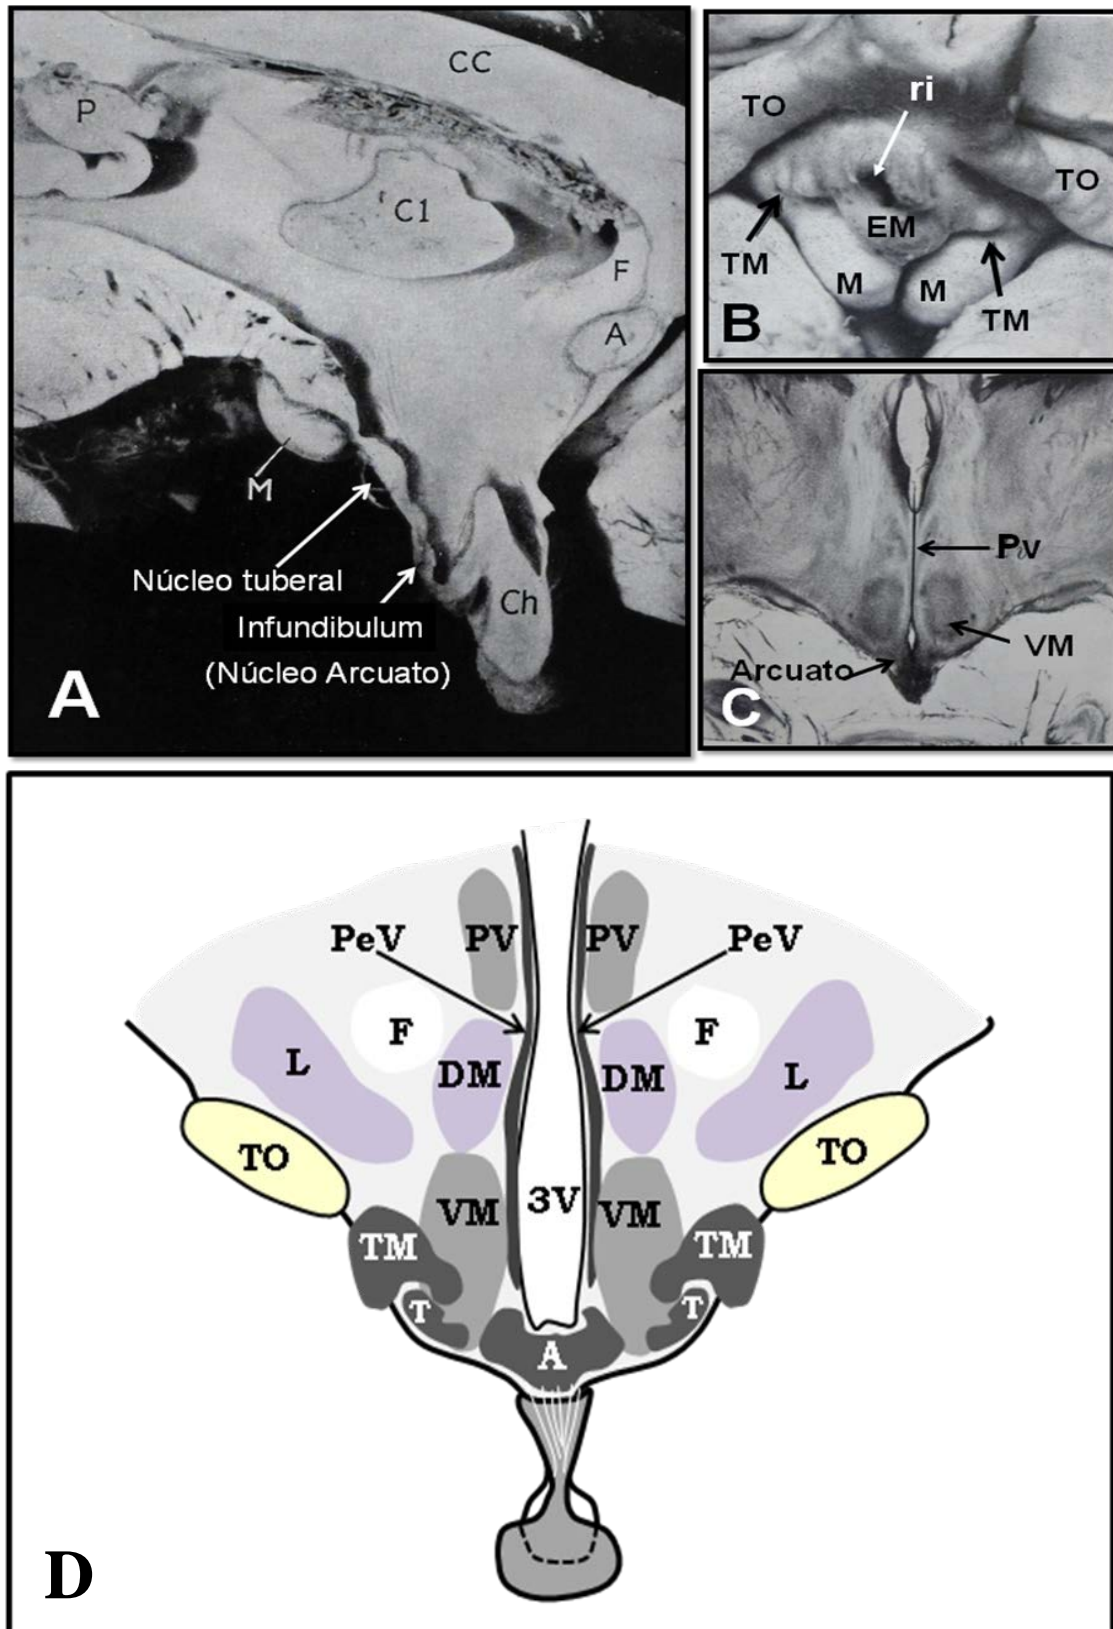 CC
P
C1
F
A
M
Núcleo tuberal
Infundibulum
(Núcleo Arcuato)
Ch
A
ri
TO
TO
EM
TM
M
M
TM
B
Pv
VM
Arcuato
C
PeV
PV
PV
PeV
F
F
L
DM
DM
L
TO
TO
VM
3V
VM
TM
TM
T
T
A
D